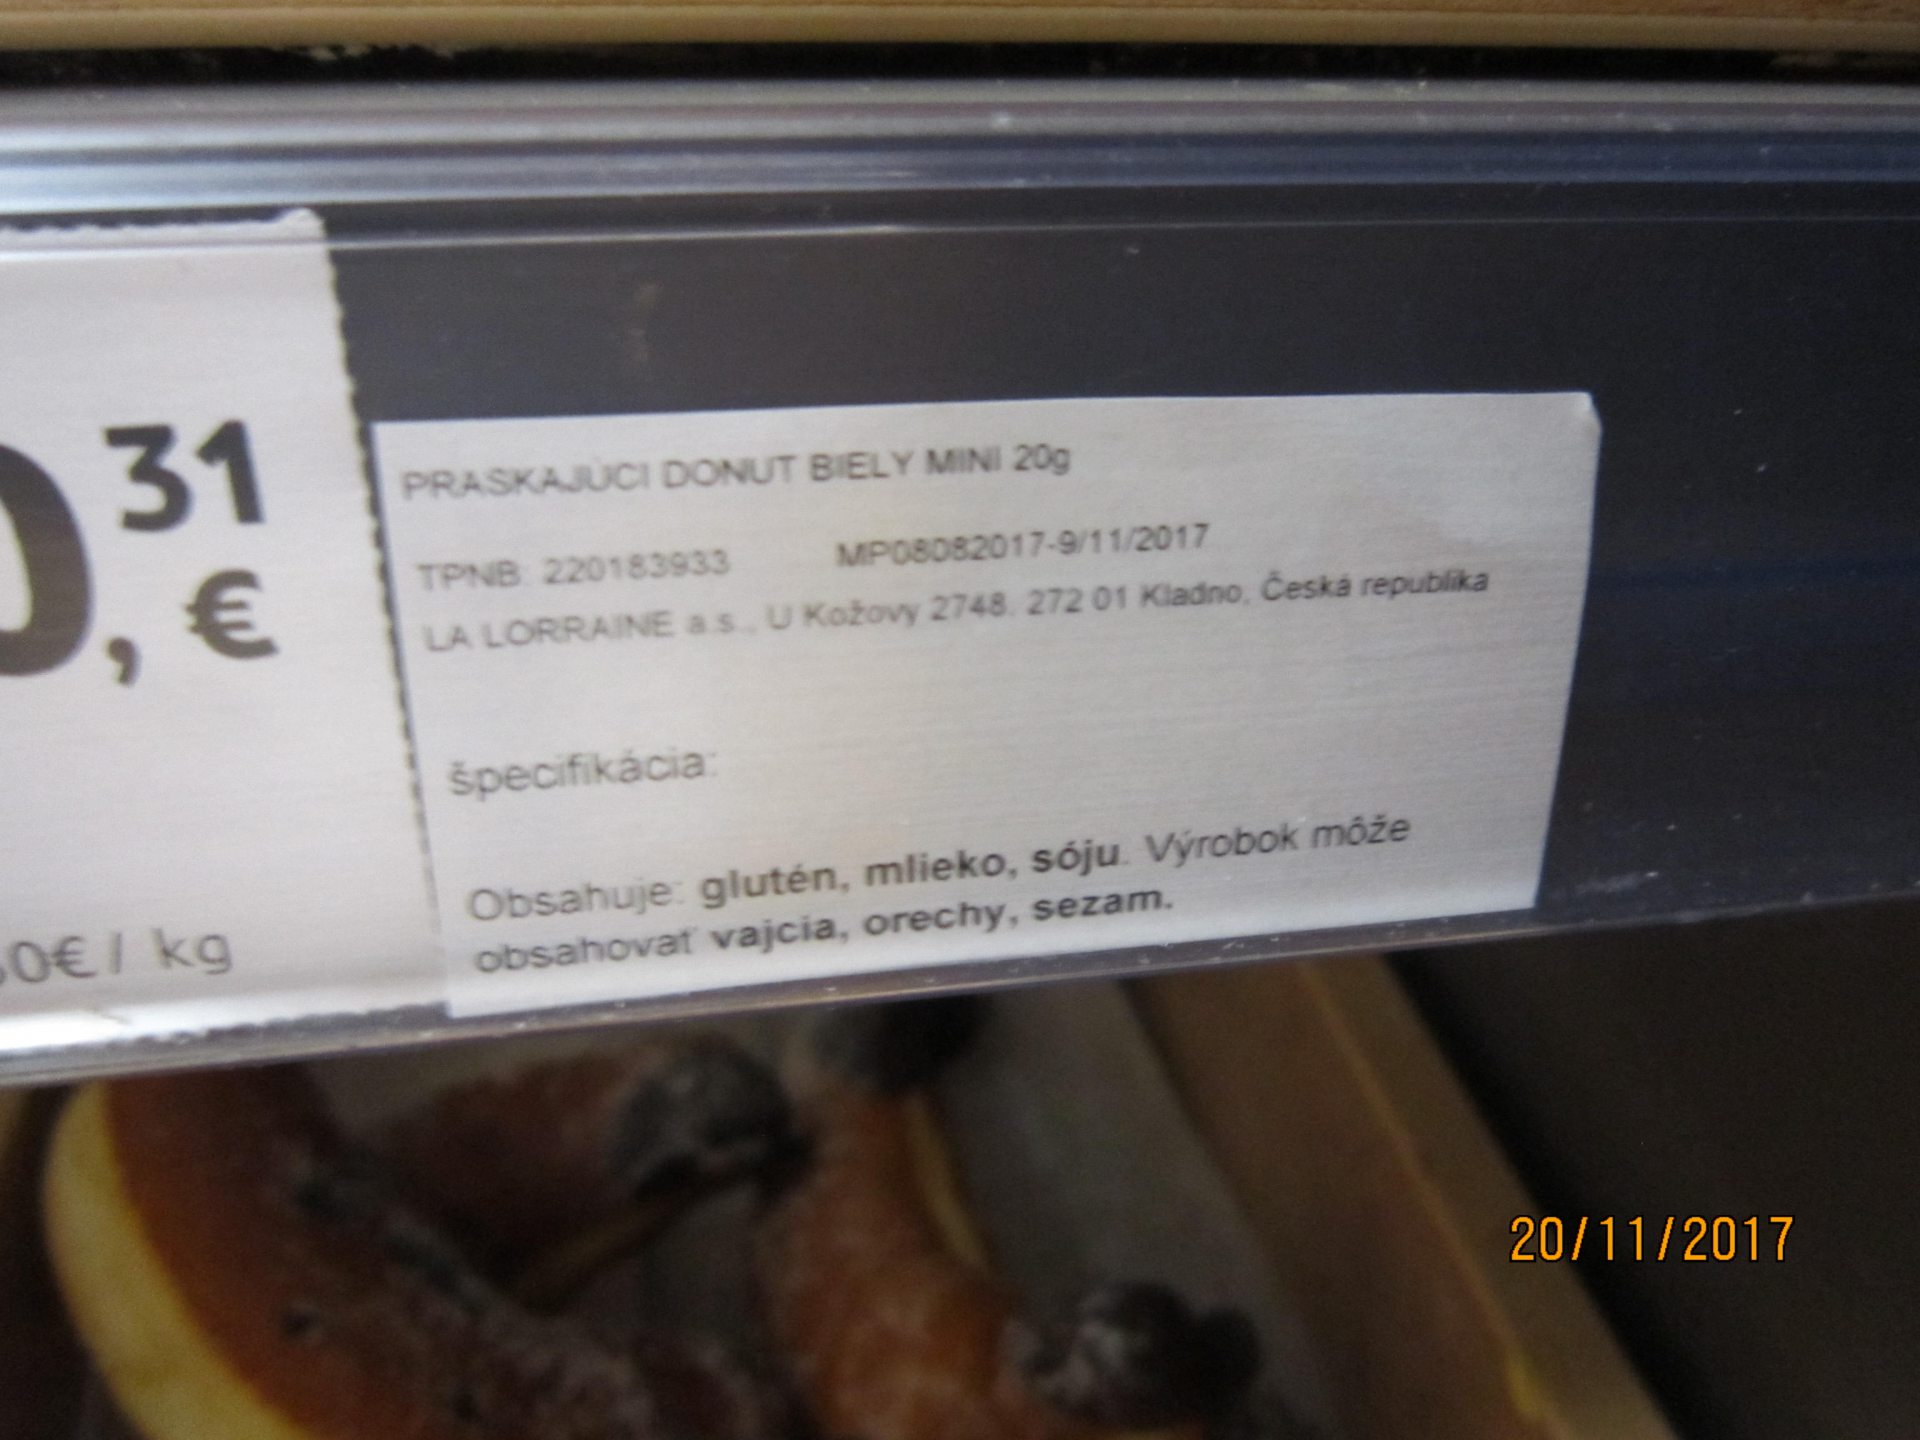 0,31
€
0€/ kg
PRASKAJÚCI DONUT BIELY MINI 20g
TPNB: 220183933 MP08082017-9/11/2017
LA LORRAINE a.s., U Kožovy 2748, 272 01 Kladno, Česká republika
špecifikácia:
Obsahuje: glutén, mlieko, sóju. Výrobok môže
obsahovať vajcia, orechy, sezam.
20/11/2017